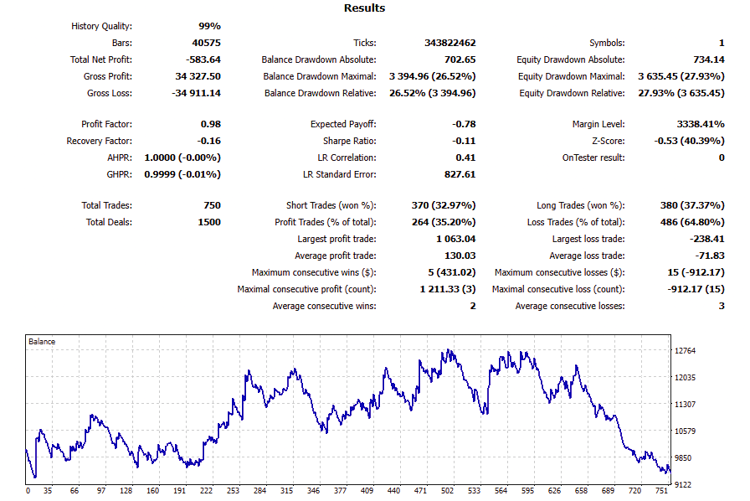 Results
History Quality: 99%
Bars: 40575 Ticks: 343822462 Symbols: 1
Total Net Profit: -583.64 Balance Drawdown Absolute: 702.65 Equity Drawdown Absolute: 734.14
Gross Profit: 34 327.50 Balance Drawdown Maximal: 3 394.96 (26.52%) Equity Drawdown Maximal: 3 635.45 (27.93%)
Gross Loss: -34 911.14 Balance Drawdown Relative: 26.52% (3 394.96) Equity Drawdown Relative: 27.93% (3 635.45)
Profit Factor: 0.98 Expected Payoff: -0.78 Margin Level: 3338.41%
Recovery Factor: -0.16 Sharpe Ratio: -0.11 Z-Score: -0.53 (40.39%)
AHPR: 1.0000 (-0.00%) LR Correlation: 0.41 OnTester result: 0
GHPR: 0.9999 (-0.01%) LR Standard Error: 827.61
Total Trades: 750 Short Trades (won %): 370 (32.97%) Long Trades (won %): 380 (37.37%)
Total Deals: 1500 Profit Trades (% of total): 264 (35.20%) Loss Trades (% of total): 486 (64.80%)
Largest profit trade: 1 063.04 Largest loss trade: -238.41
Average profit trade: 130.03 Average loss trade: -71.83
Maximum consecutive wins ($): 5 (431.02) Maximum consecutive losses ($): 15 (-912.17)
Maximal consecutive profit (count): 1 211.33 (3) Maximal consecutive loss (count): -912.17 (15)
Average consecutive wins: 2 Average consecutive losses: 3
Balance
12764
12035
11307
10579
9850
9122
0 35 66 97 128 160 191 222 253 284 315 346 377 409 440 471 502 533 564 595 626 658 689 720 751